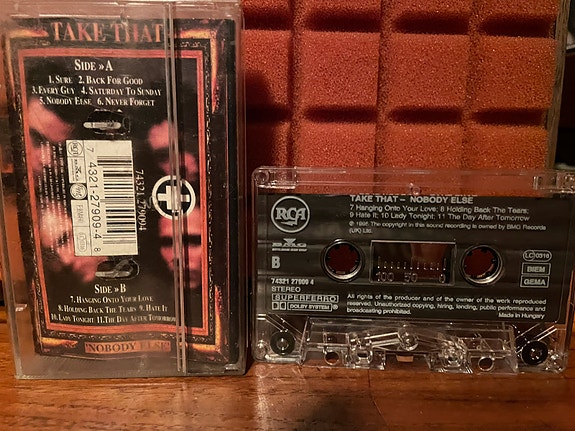 TAKE THAT
SIDE »A
1. SURE 2. BACK FOR GOOD
3. EVERY GUY 4. SATURDAY TO SUNDAY
5. NOBODY ELSE 6. NEVER FORGET
7 4321-27909-4 8
74321 27909 4
SIDE »B
7. HANGING ONTO YOUR LOVE
8. HOLDING BACK THE TEARS 9. HATE IT
10. LADY TONIGHT 11. THE DAY AFTER TOMORROW
'NOBODY ELSE'
RCA
BMG
B
74321 27909 4
STEREO
SUPERFERRO
DOLBY SYSTEM
TAKE THAT – NOBODY ELSE
7 Hanging Onto Your Love; 8 Holding Back The Tears;
9 Hate It; 10 Lady Tonight; 11 The Day After Tomorrow
℗ 1995 The copyright in this sound recording is owned by BMG Records
(UK) Ltd.
LC 0316
BIEM
GEMA
All rights of the producer and of the owner of the work reproduced
reserved. Unauthorized copying, hiring, lending, public performance and
broadcasting prohibited.
Made in Hungary